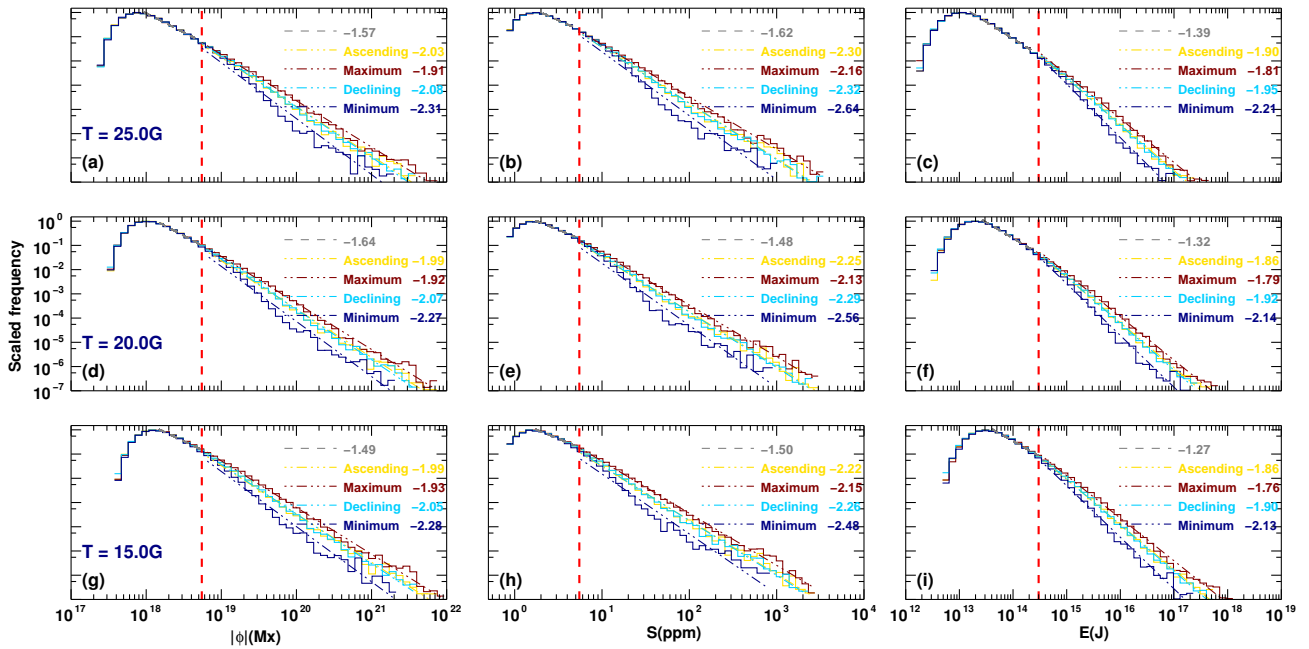 −1.57
Ascending −2.03
Maximum −1.91
Declining −2.08
Minimum −2.31
T = 25.0G
(a)
−1.62
Ascending −2.30
Maximum −2.16
Declining −2.32
Minimum −2.64
(b)
−1.39
Ascending −1.90
Maximum −1.81
Declining −1.95
Minimum −2.21
(c)
Scaled frequency
10^0
10^−1
10^−2
10^−3
10^−4
10^−5
10^−6
10^−7
−1.64
Ascending −1.99
Maximum −1.92
Declining −2.07
Minimum −2.27
T = 20.0G
(d)
−1.48
Ascending −2.25
Maximum −2.13
Declining −2.29
Minimum −2.56
(e)
−1.32
Ascending −1.86
Maximum −1.79
Declining −1.92
Minimum −2.14
(f)
−1.49
Ascending −1.99
Maximum −1.93
Declining −2.05
Minimum −2.28
T = 15.0G
(g)
−1.50
Ascending −2.22
Maximum −2.15
Declining −2.26
Minimum −2.48
(h)
−1.27
Ascending −1.86
Maximum −1.76
Declining −1.90
Minimum −2.13
(i)
10^17 10^18 10^19 10^20 10^21 10^22
|ϕ|(Mx)
10^0 10^1 10^2 10^3 10^4
S(ppm)
10^12 10^13 10^14 10^15 10^16 10^17 10^18 10^19
E(J)